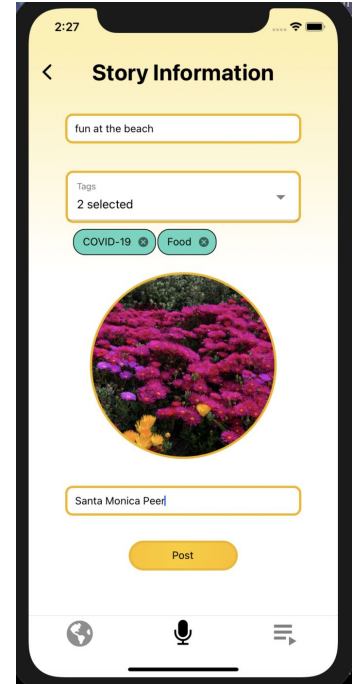 2:27
Story Information
fun at the beach
Tags
2 selected
COVID-19 Food
Santa Monica Peer
Post